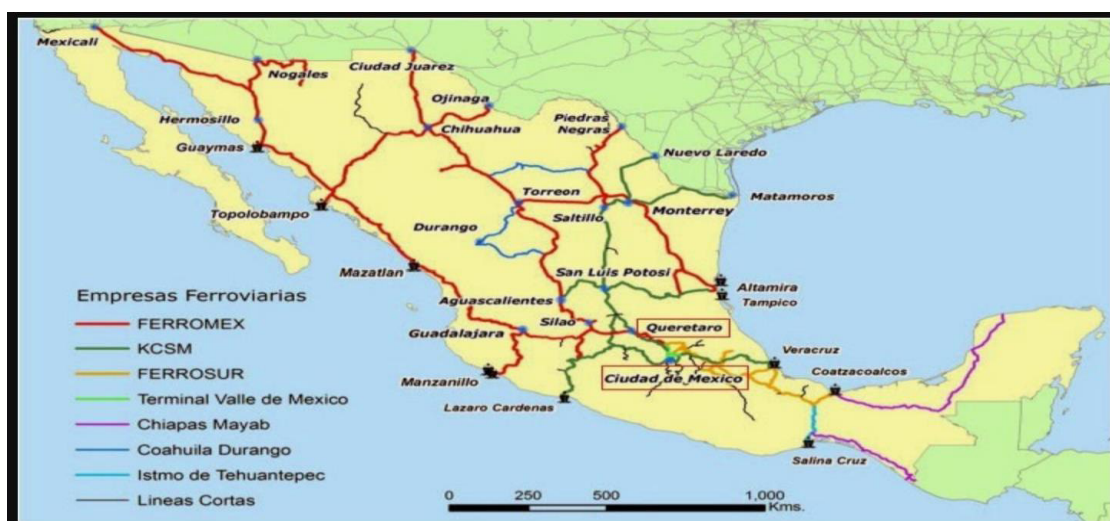 Mexicali
Nogales
Ciudad Juarez
Ojinaga
Hermosillo
Chihuahua
Piedras
Negras
Guaymas
Nuevo Laredo
Topolobampo
Torreon
Saltillo
Monterrey
Matamoros
Durango
Mazatlan
San Luis Potosi
Altamira
Tampico
Aguascalientes
Guadalajara
Silao
Queretaro
Veracruz
Coatzacoalcos
Manzanillo
Ciudad de Mexico
Lazaro Cardenas
Salina Cruz
Empresas Ferroviarias
FERROMEX
KCSM
FERROSUR
Terminal Valle de Mexico
Chiapas Mayab
Coahuila Durango
Istmo de Tehuantepec
Lineas Cortas
0 250 500 1,000
Kms.